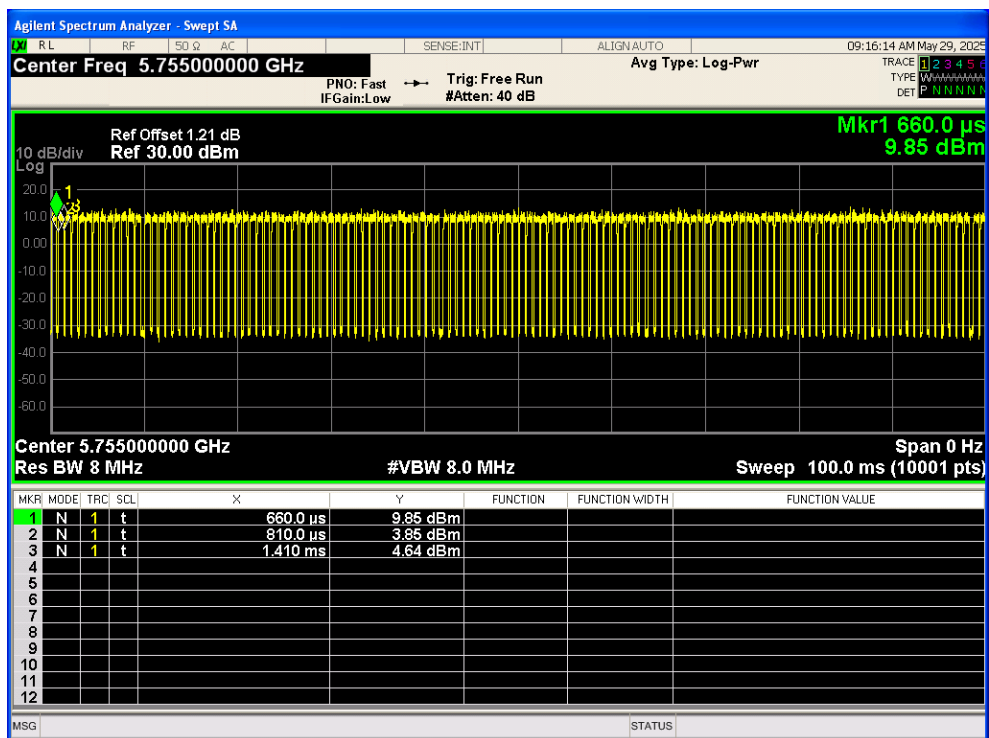 Agilent Spectrum Analyzer - Swept SA
LXI RL RF 50 Ω AC SENSE:INT ALIGN AUTO 09:16:14 AM May 29, 2025
Center Freq 5.755000000 GHz Avg Type: Log-Pwr TRACE 1 2 3 4 5 6
PNO: Fast Trig: Free Run TYPE
IFGain:Low #Atten: 40 dB DET P N N N N N
Mkr1 660.0 µs
Ref Offset 1.21 dB
10 dB/div Ref 30.00 dBm 9.85 dBm
Log
20.0
1
2 3
10.0
0.00
-10.0
-20.0
-30.0
-40.0
-50.0
-60.0
Center 5.755000000 GHz Span 0 Hz
Res BW 8 MHz #VBW 8.0 MHz Sweep 100.0 ms (10001 pts)
MKR MODE TRC SCL X Y FUNCTION FUNCTION WIDTH FUNCTION VALUE
1 N 1 t 660.0 µs 9.85 dBm
2 N 1 t 810.0 µs 3.85 dBm
3 N 1 t 1.410 ms 4.64 dBm
4
5
6
7
8
9
10
11
12
MSG STATUS